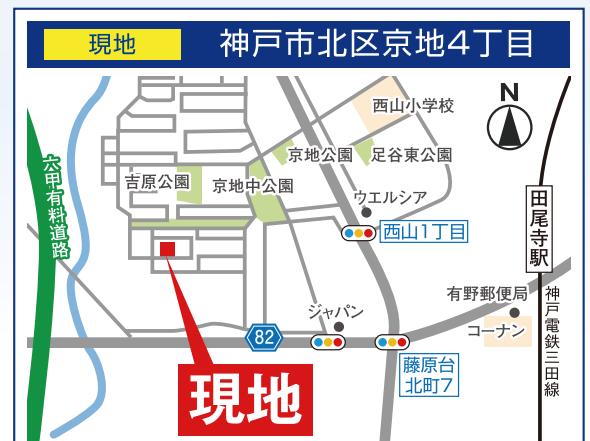 現地
神戸市北区京地4丁目
N
西山小学校
京地公園
足谷東公園
六甲有料道路
吉原公園
京地中公園
ウエルシア
西山1丁目
田尾寺駅
有野郵便局
神戸電鉄三田線
ジャパン
コーナン
82
藤原台
北町7
現地